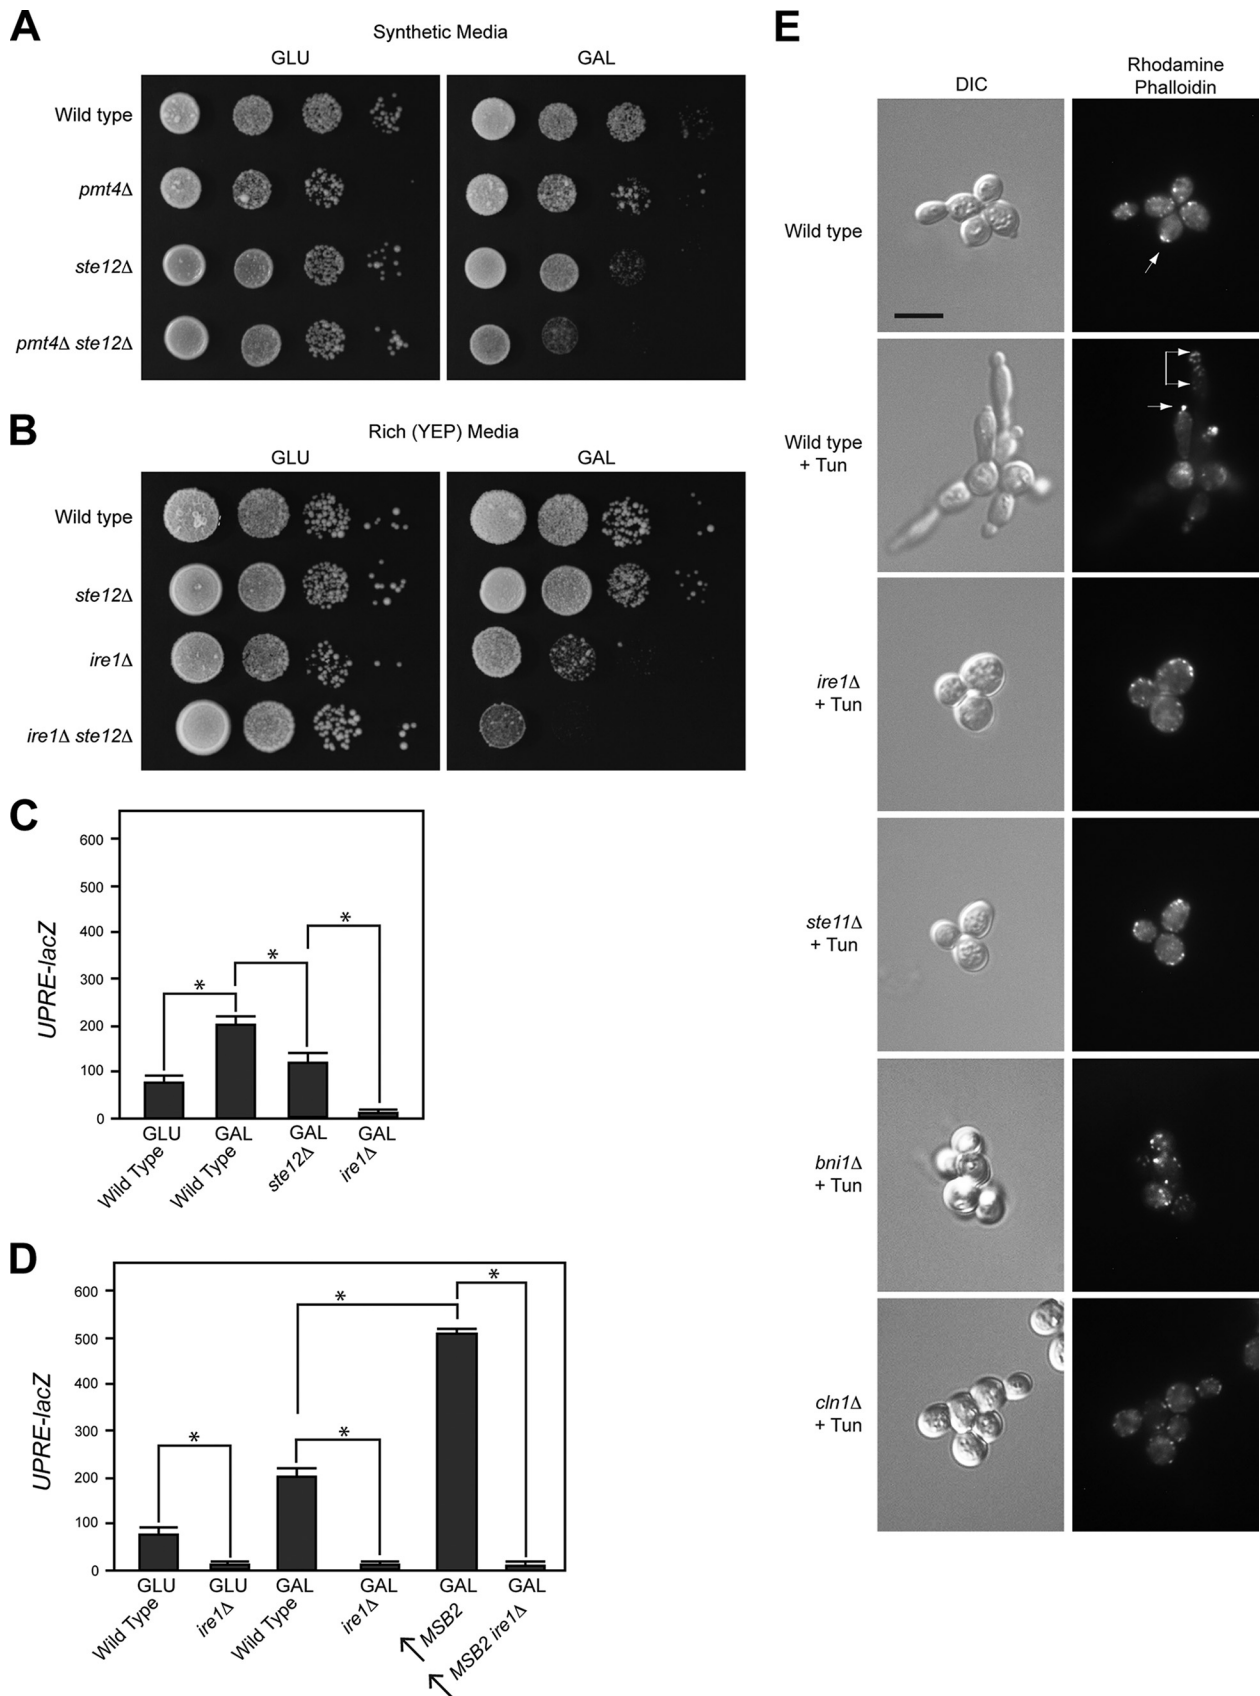 A
Synthetic Media
GLU
GAL
Wild type
pmt4Δ
ste12Δ
pmt4Δ ste12Δ
B
Rich (YEP) Media
GLU
GAL
Wild type
ste12Δ
ire1Δ
ire1Δ ste12Δ
C
UPRE-lacZ
600
500
400
300
200
100
0
*
*
*
GLU
GAL
GAL
GAL
Wild Type
Wild Type
ste12Δ
ire1Δ
D
UPRE-lacZ
600
500
400
300
200
100
0
*
*
*
*
GLU
GLU
GAL
GAL
GAL
GAL
Wild Type
ire1Δ
Wild Type
ire1Δ
↑ MSB2
↑ MSB2 ire1Δ
E
DIC
Rhodamine
Phalloidin
Wild type
Wild type
+ Tun
ire1Δ
+ Tun
ste11Δ
+ Tun
bni1Δ
+ Tun
cln1Δ
+ Tun